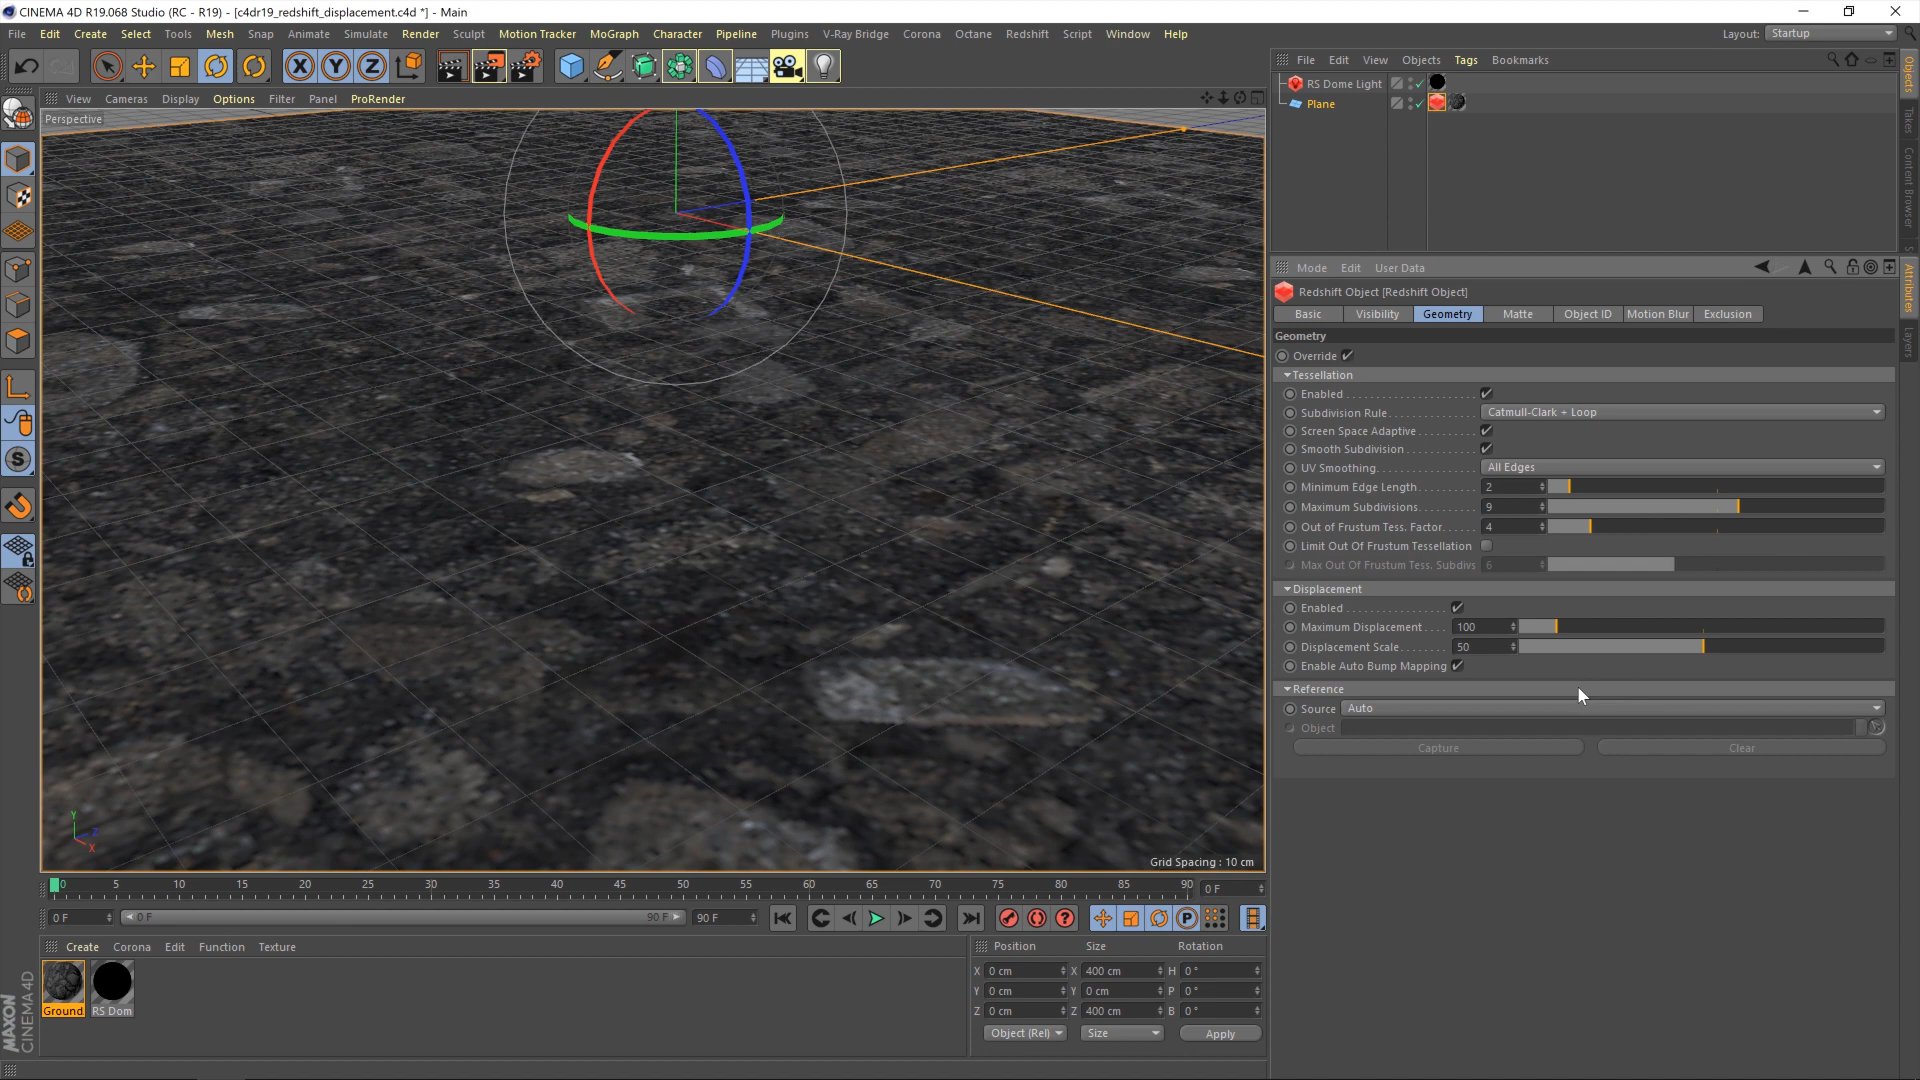 CINEMA 4D R19.068 Studio (RC - R19) - [c4dr19_redshift_displacement.c4d *] - Main
File Edit Create Select Tools Mesh Snap Animate Simulate Render Sculpt Motion Tracker MoGraph Character Pipeline Plugins V-Ray Bridge Corona Octane Redshift Script Window Help
Layout: Startup
View Cameras Display Options Filter Panel ProRender
Perspective
Grid Spacing : 10 cm
Y
Z
X
File Edit View Objects Tags Bookmarks
RS Dome Light
Plane
Objects
Takes
Content Browser
S
Mode Edit User Data
Attributes
Layers
Redshift Object [Redshift Object]
Basic Visibility Geometry Matte Object ID Motion Blur Exclusion
Geometry
Override
Tessellation
Enabled
Subdivision Rule Catmull-Clark + Loop
Screen Space Adaptive
Smooth Subdivision
UV Smoothing All Edges
Minimum Edge Length 2
Maximum Subdivisions 9
Out of Frustum Tess. Factor 4
Limit Out Of Frustum Tessellation
Max Out Of Frustum Tess. Subdivs 6
Displacement
Enabled
Maximum Displacement 100
Displacement Scale 50
Enable Auto Bump Mapping
Reference
Source Auto
Object
Capture Clear
0 5 10 15 20 25 30 35 40 45 50 55 60 65 70 75 80 85 90 0 F
0 F 0 F 90 F 90 F
Create Corona Edit Function Texture
Ground RS Dom
Position Size Rotation
X 0 cm X 400 cm H 0 °
Y 0 cm Y 0 cm P 0 °
Z 0 cm Z 400 cm B 0 °
Object (Rel) Size Apply
MAXON
CINEMA 4D